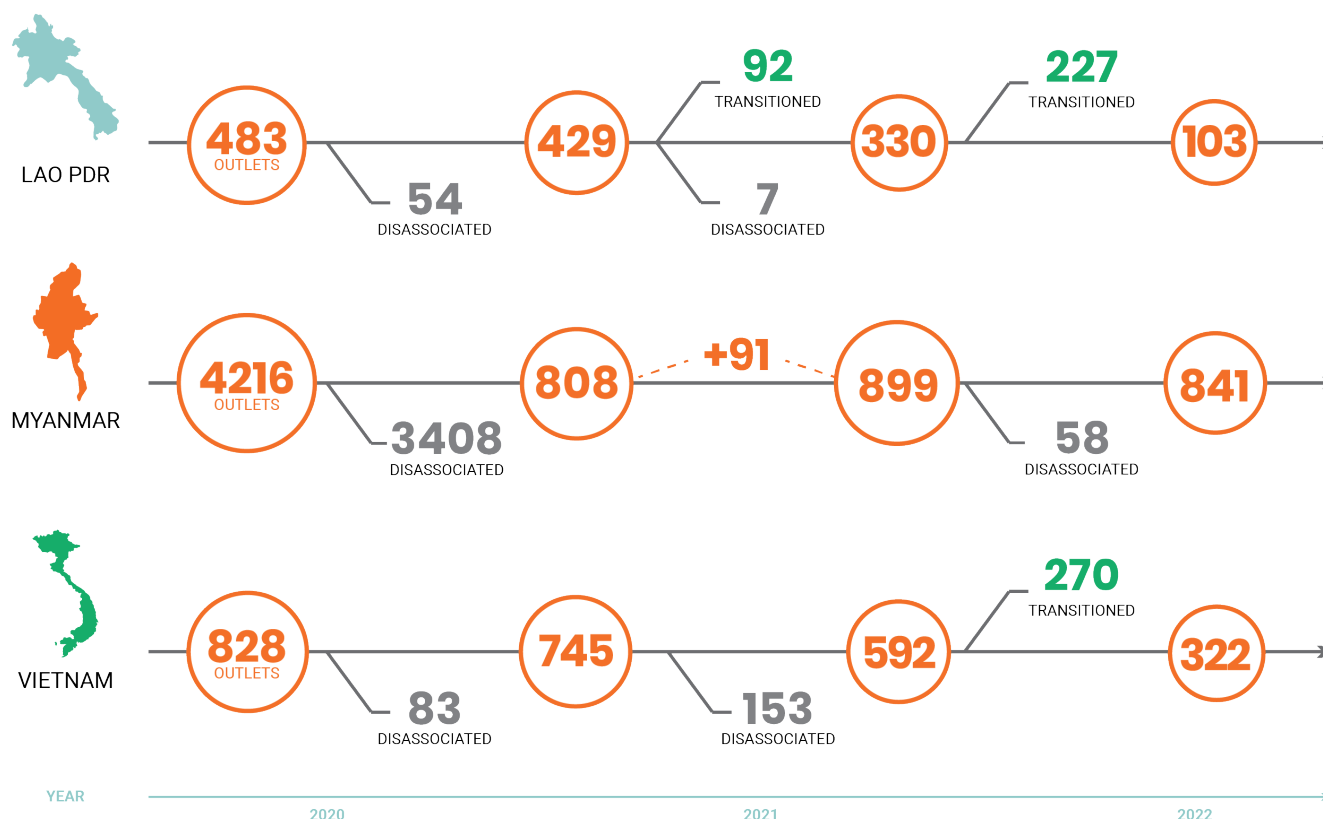 92
TRANSITIONED
227
TRANSITIONED
483
OUTLETS
429
330
103
LAO PDR
54
DISASSOCIATED
7
DISASSOCIATED
+91
4216
OUTLETS
808
899
841
MYANMAR
3408
DISASSOCIATED
58
DISASSOCIATED
270
TRANSITIONED
828
OUTLETS
745
592
322
VIETNAM
83
DISASSOCIATED
153
DISASSOCIATED
YEAR
2020
2021
2022